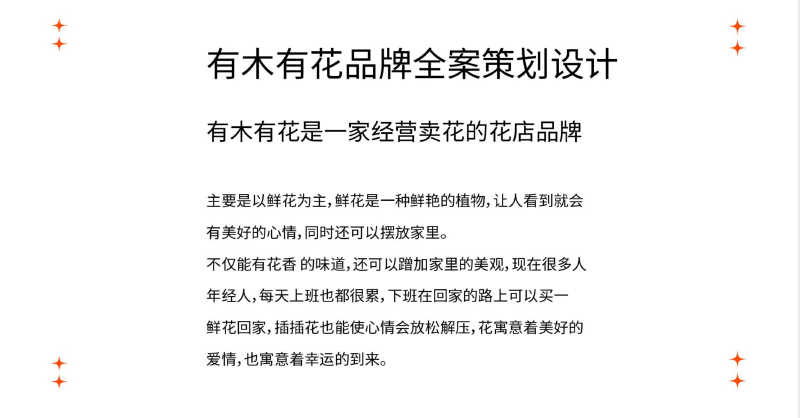 有木有花品牌全案策划设计
有木有花是一家经营卖花的花店品牌
主要是以鲜花为主,鲜花是一种鲜艳的植物,让人看到就会
有美好的心情,同时还可以摆放家里。
不仅能有花香 的味道,还可以蹭加家里的美观,现在很多人
年经人,每天上班也都很累,下班在回家的路上可以买一
鲜花回家,插插花也能使心情会放松解压,花寓意着美好的
爱情,也寓意着幸运的到来。